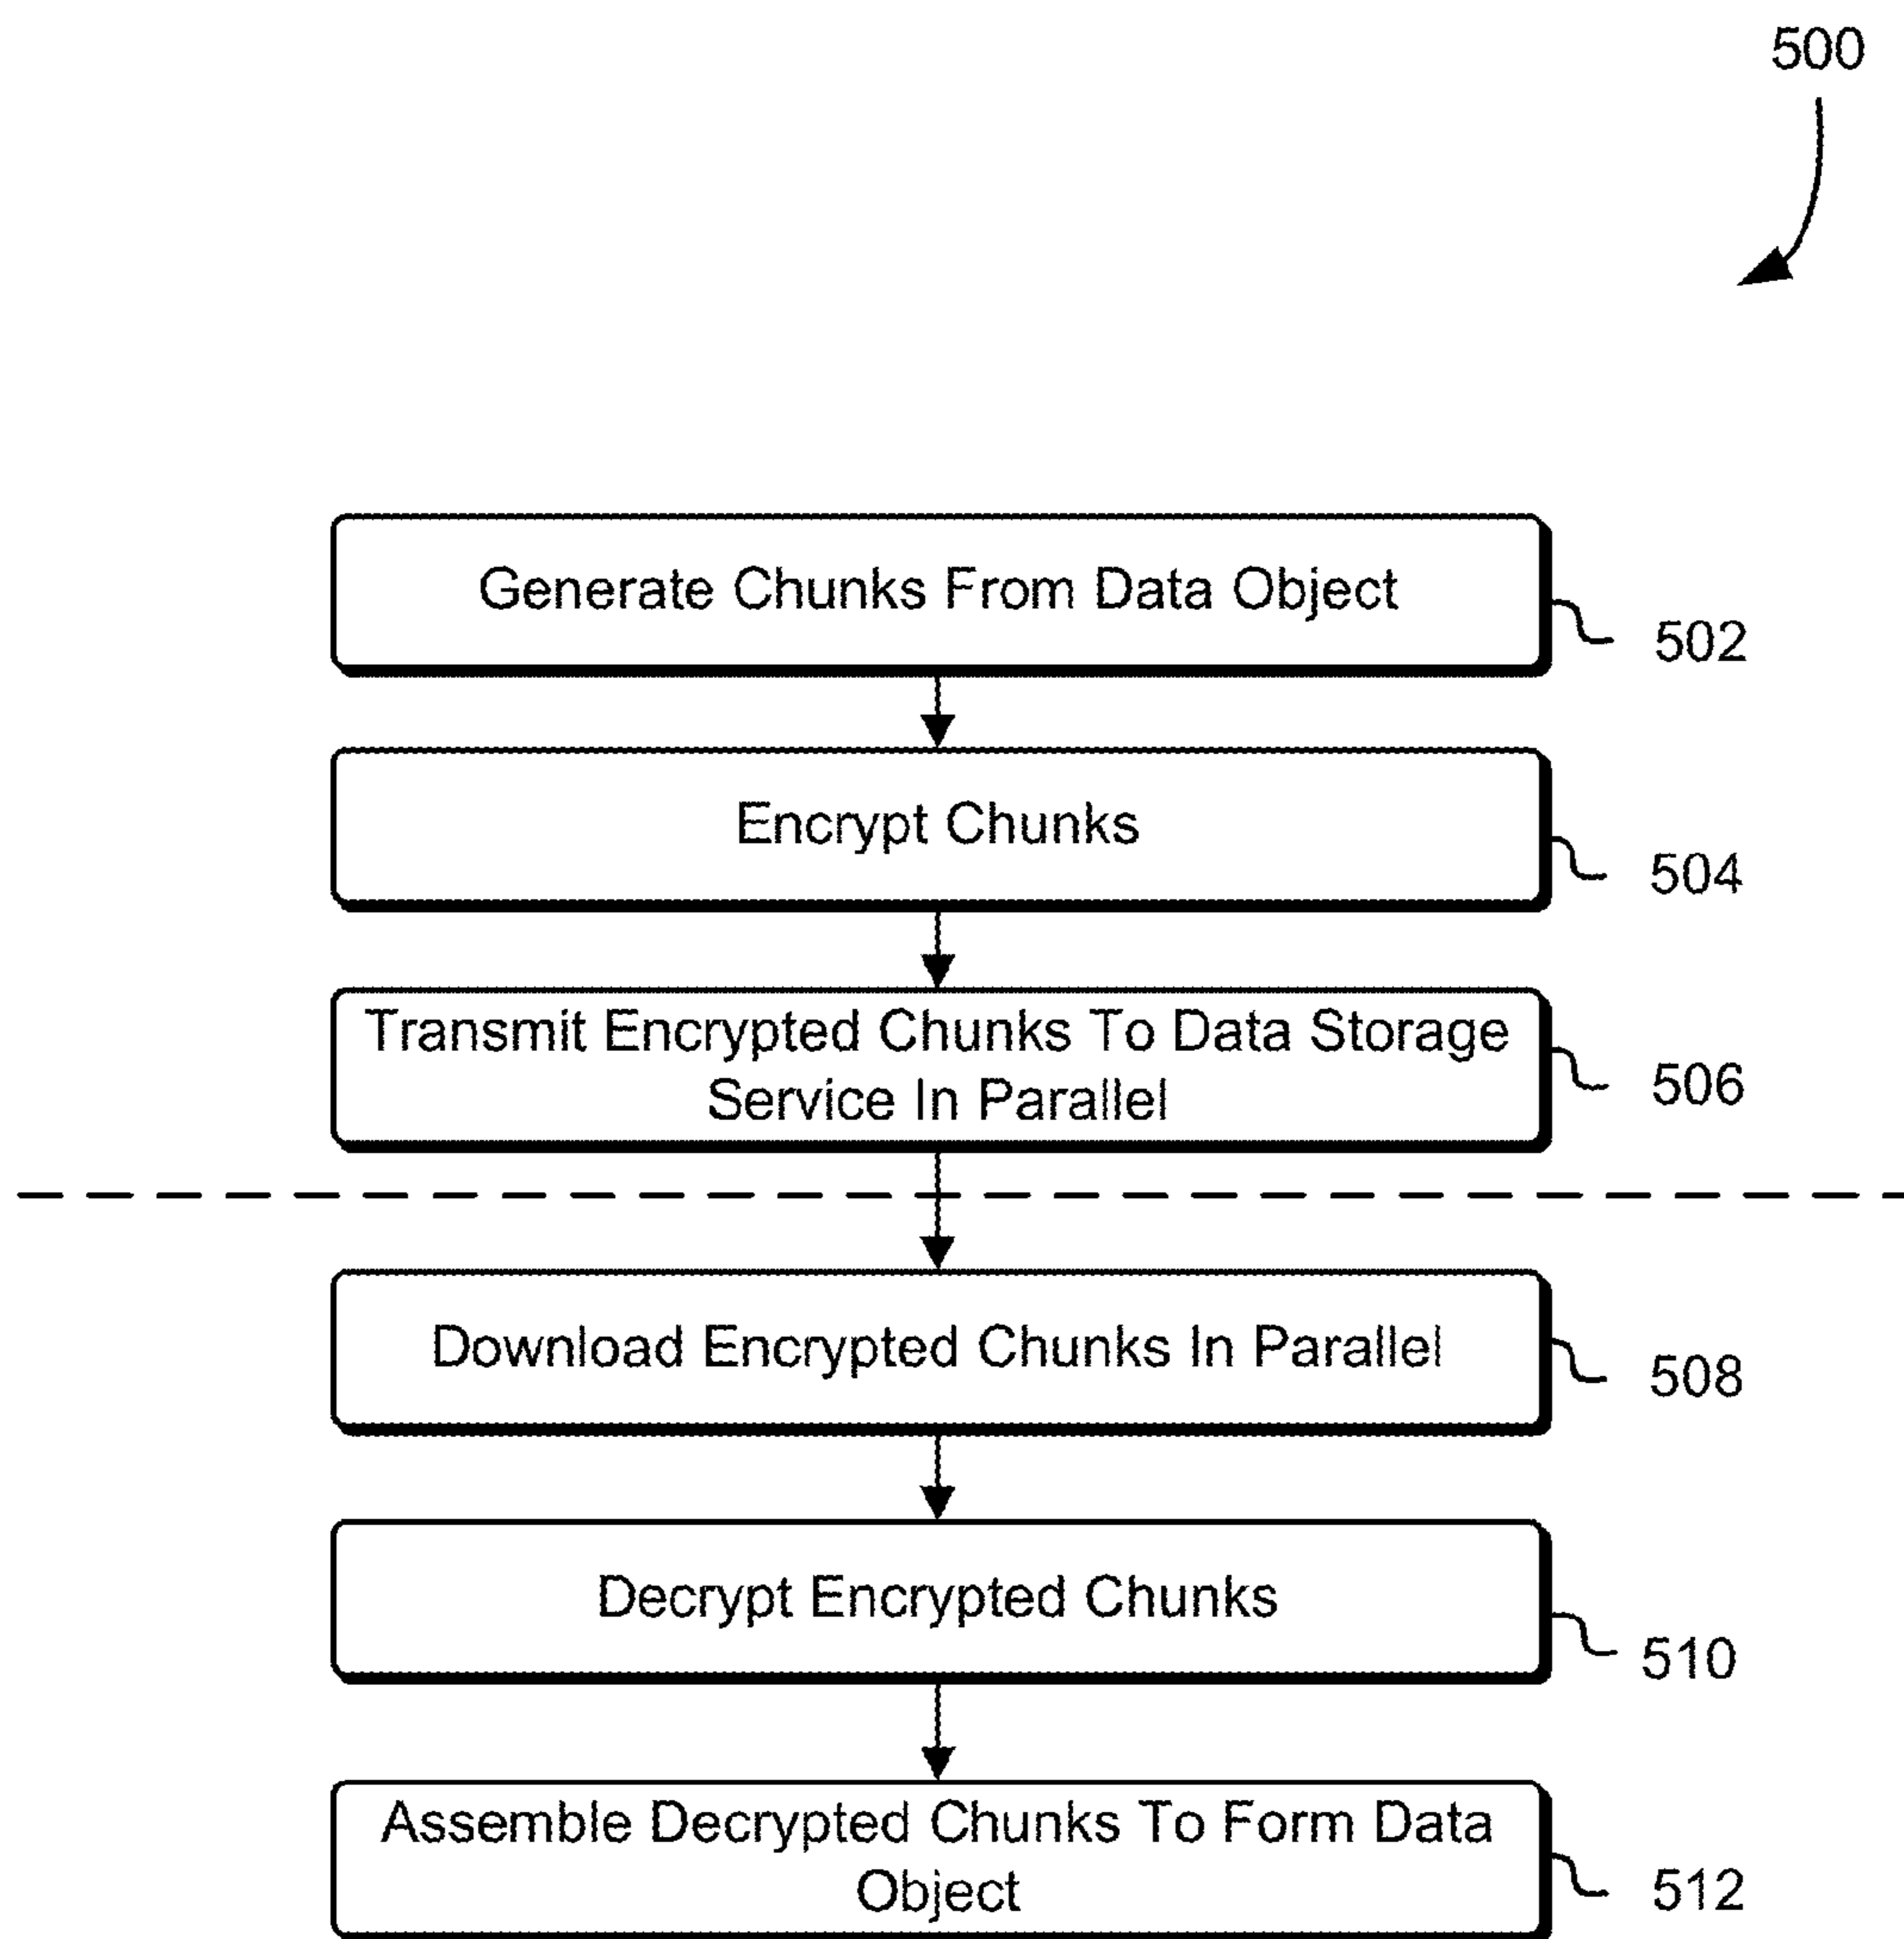 500
Generate Chunks From Data Object
502
Encrypt Chunks
504
Transmit Encrypted Chunks To Data Storage
Service In Parallel
506
Download Encrypted Chunks In Parallel
508
Decrypt Encrypted Chunks
510
Assemble Decrypted Chunks To Form Data
Object
512